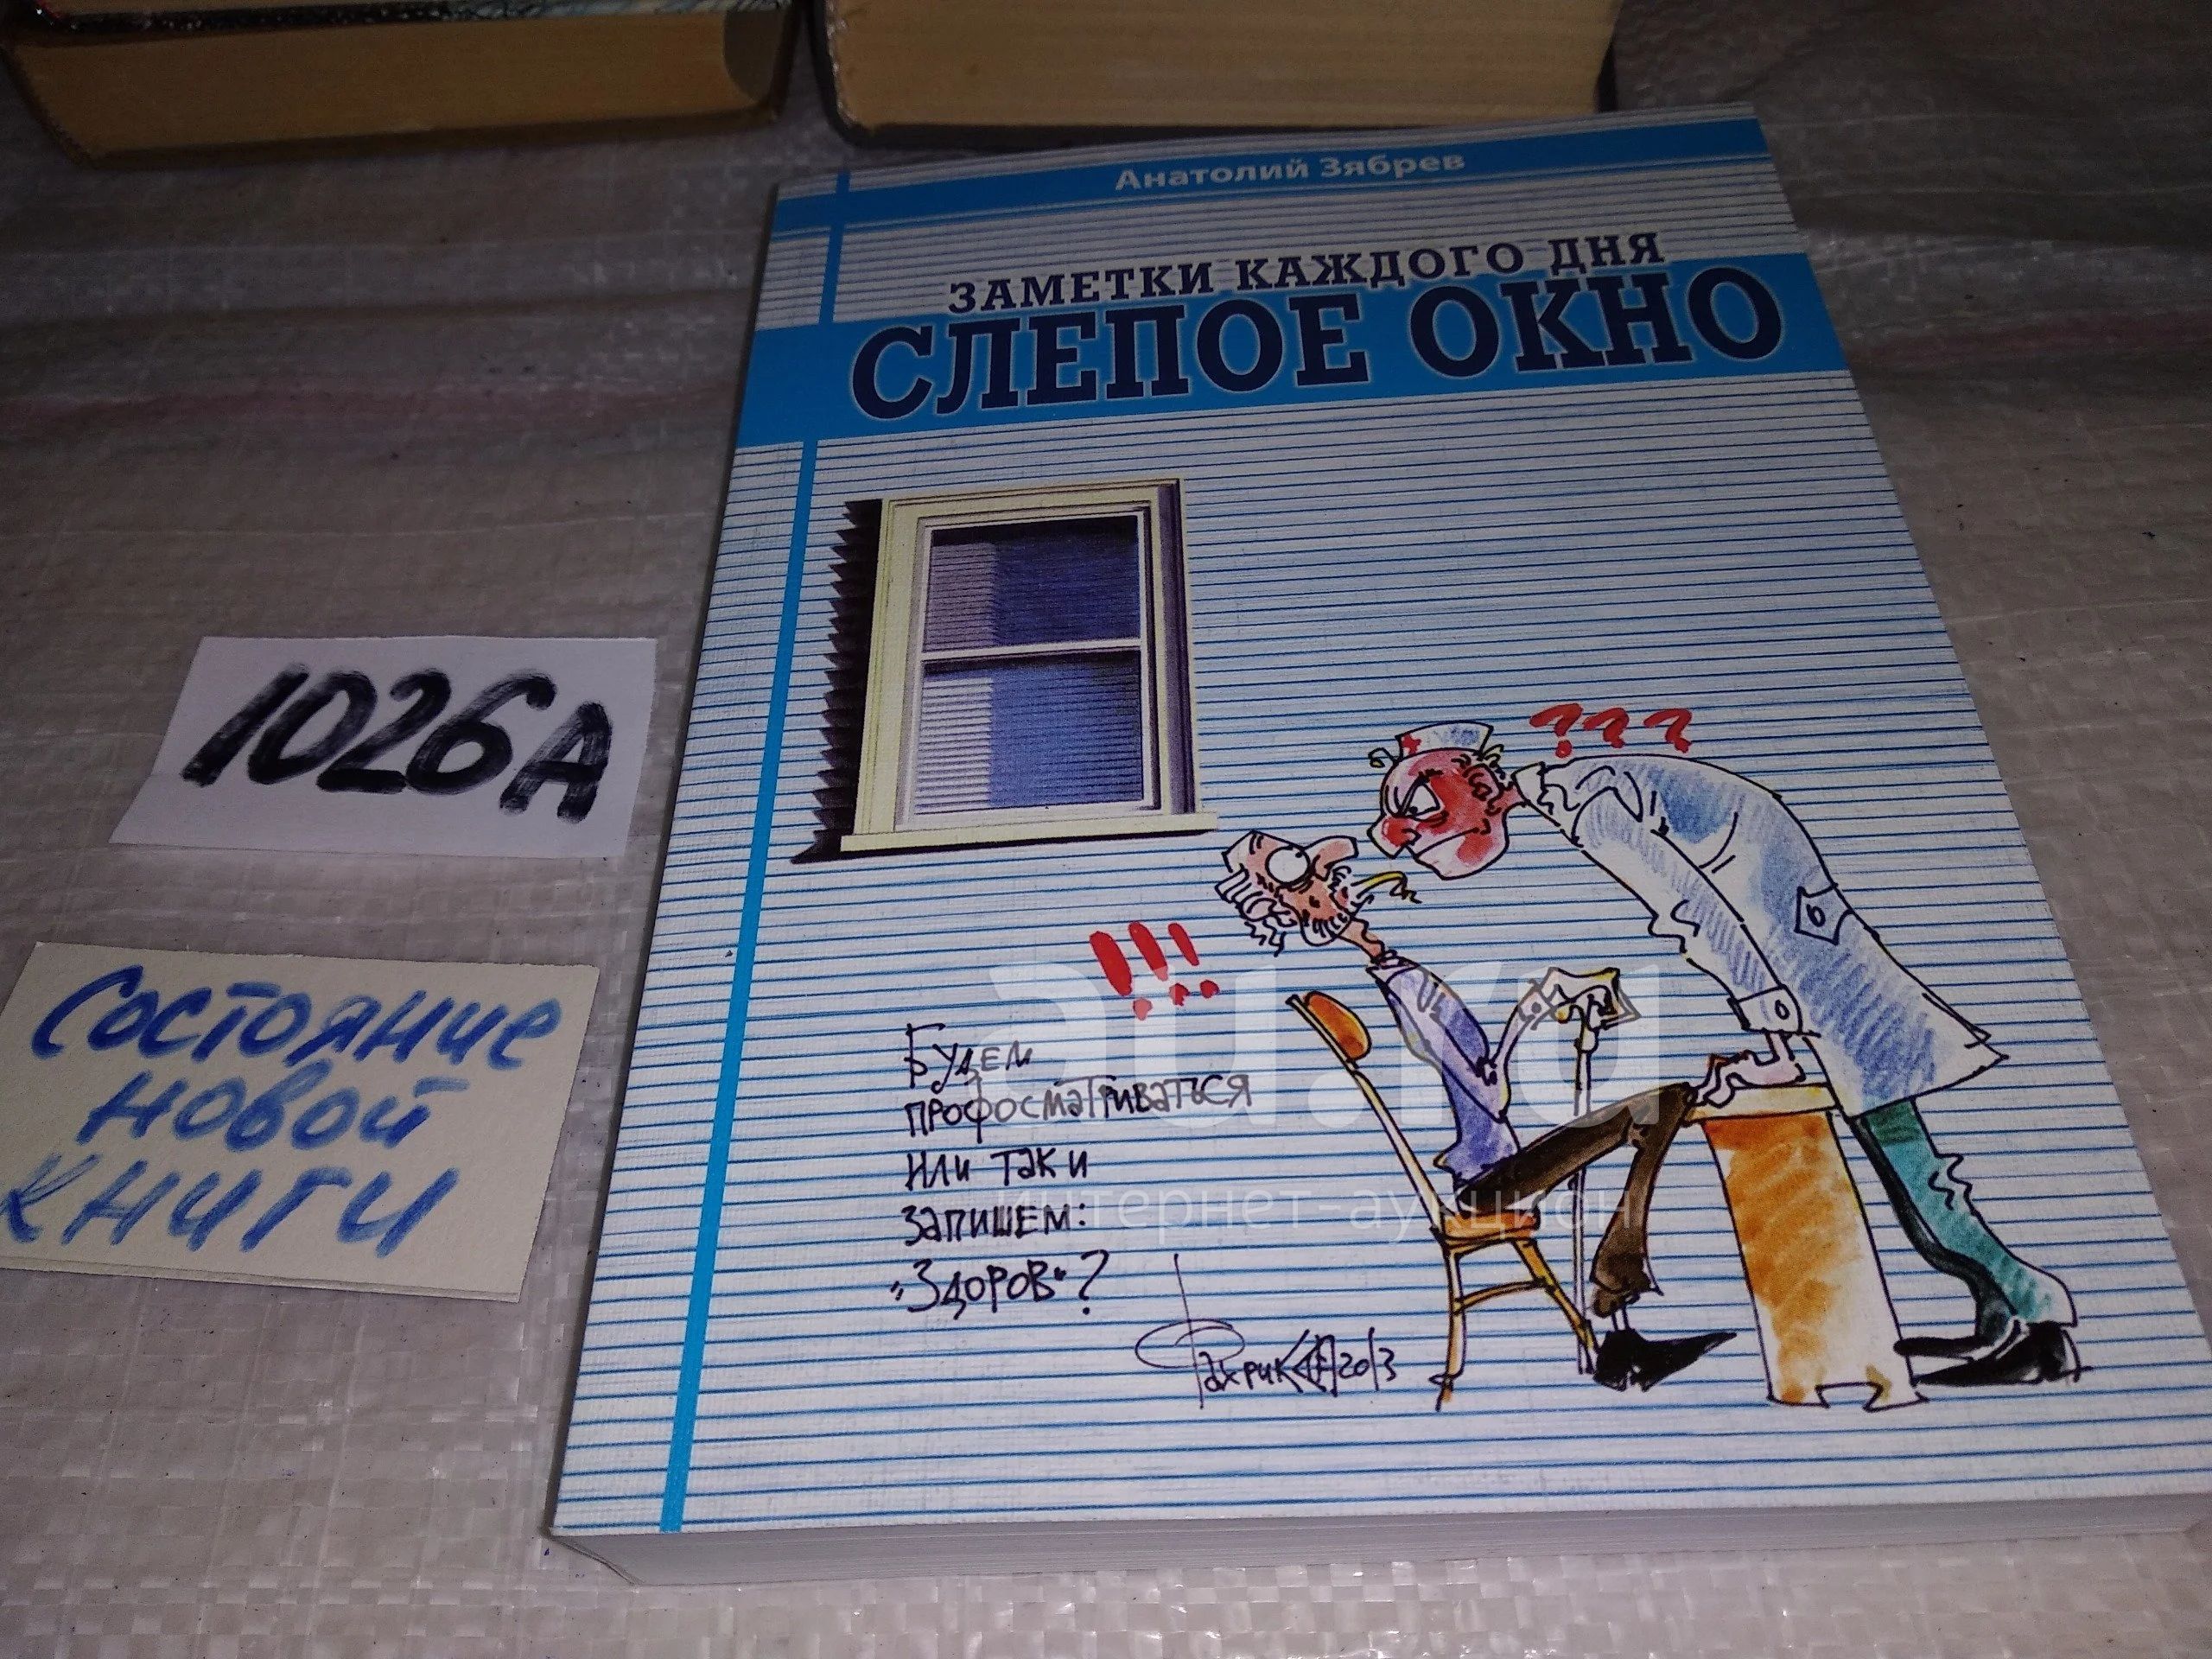 Анатолий Зябрев
ЗАМЕТКИ КАЖДОГО ДНЯ
СЛЕПОЕ ОКНО
1026А
Состояние
новой
книги
???
!!!
Будем
профосматриваться
или так и
запишем:
"Здоров"?
2013
au.ru
интернет-аукцион